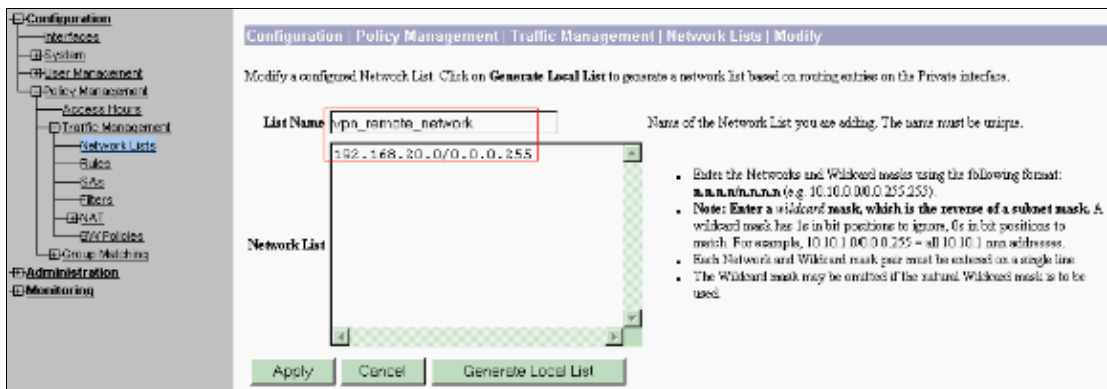 Configuration
Interfaces
System
User Management
Policy Management
Access Hours
Traffic Management
Network Lists
Rules
SAs
Filters
NAT
BW Policies
Group Matching
Administration
Monitoring
Configuration | Policy Management | Traffic Management | Network Lists | Modify
Modify a configured Network List. Click on Generate Local List to generate a network list based on routing entries on the Private interface.
List Name vpn_remote_network Name of the Network List you are adding. The name must be unique.
192.168.20.0/0.0.0.255
Network List
• Enter the Networks and Wildcard masks using the following format:
n.n.n.n/n.n.n.n (e.g. 10.10.0.0/0.0.255.255).
• Note: Enter a wildcard mask, which is the reverse of a subnet mask. A
wildcard mask has 1s in bit positions to ignore, 0s in bit positions to
match. For example, 10.10.1.0/0.0.0.255 = all 10.10.1.nnn addresses.
• Each Network and Wildcard mask pair must be entered on a single line.
• The Wildcard mask may be omitted if the natural Wildcard mask is to be
used.
Apply Cancel Generate Local List